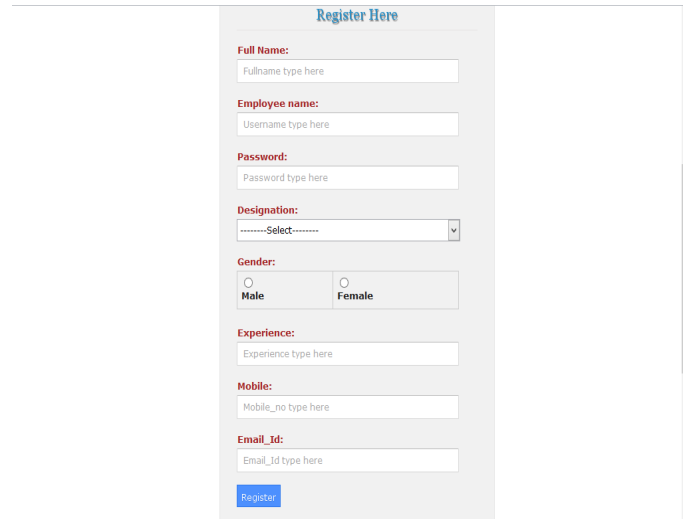 Register Here
Full Name:
Fullname type here
Employee name:
Username type here
Password:
Password type here
Designation:
--------Select--------
Gender:
Male Female
Experience:
Experience type here
Mobile:
Mobile_no type here
Email_Id:
Email_Id type here
Register